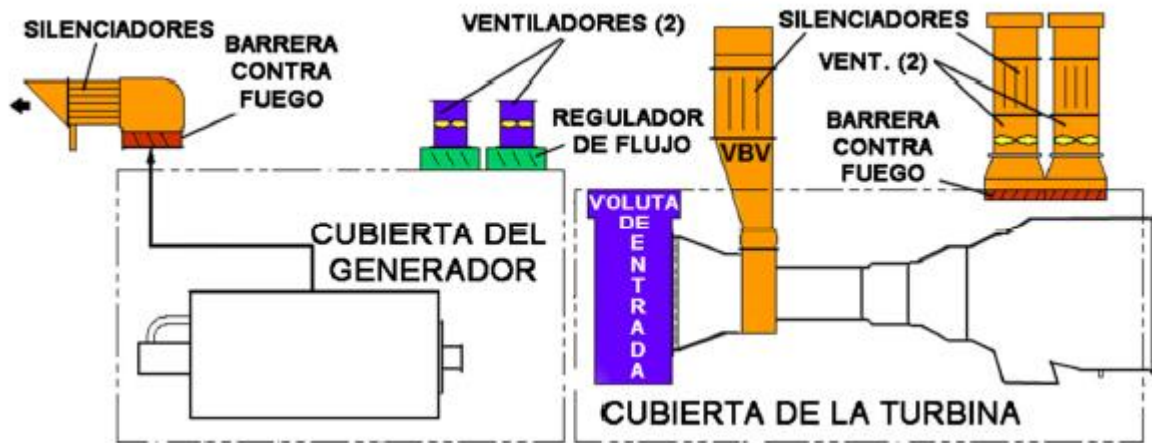 SILENCIADORES
BARRERA
CONTRA
FUEGO
VENTILADORES (2)
REGULADOR
DE FLUJO
SILENCIADORES
VENT. (2)
BARRERA
CONTRA
FUEGO
VBV
VOLUTA
DE
ENTRADA
CUBIERTA DEL
GENERADOR
CUBIERTA DE LA TURBINA